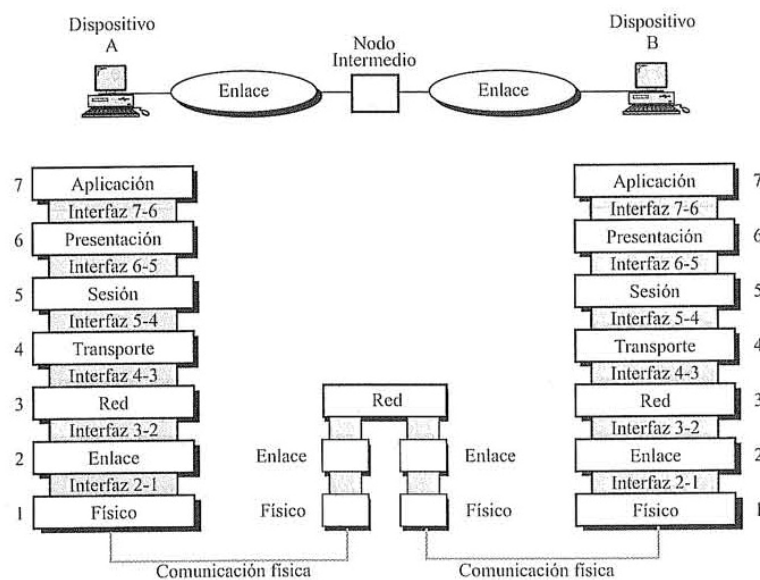 Dispositivo
A
Nodo
Intermedio
Dispositivo
B
Enlace
Enlace
7 Aplicación
Interfaz 7-6
6 Presentación
Interfaz 6-5
5 Sesión
Interfaz 5-4
4 Transporte
Interfaz 4-3
3 Red
Interfaz 3-2
2 Enlace
Interfaz 2-1
1 Físico
Red
Enlace
Enlace
Físico
Físico
Aplicación 7
Interfaz 7-6
Presentación 6
Interfaz 6-5
Sesión 5
Interfaz 5-4
Transporte 4
Interfaz 4-3
Red 3
Interfaz 3-2
Enlace 2
Interfaz 2-1
Físico 1
Comunicación física
Comunicación física